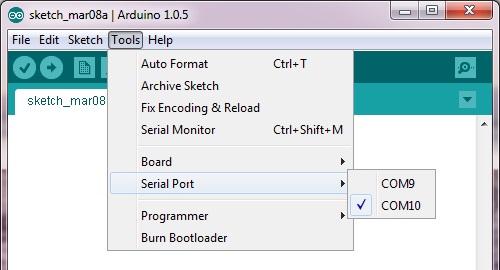 sketch_mar08a | Arduino 1.0.5
File Edit Sketch Tools Help
sketch_mar08
Auto Format Ctrl+T
Archive Sketch
Fix Encoding & Reload
Serial Monitor Ctrl+Shift+M
Board
Serial Port
COM9
COM10
Programmer
Burn Bootloader